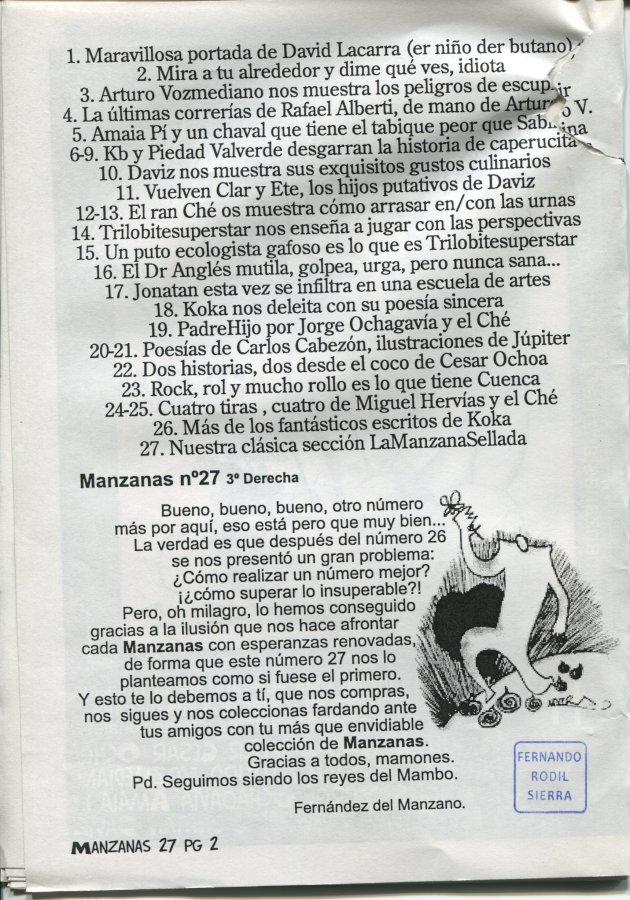 1. Maravillosa portada de David Lacarra (er niño der butano)
2. Mira a tu alrededor y dime qué ves, idiota
3. Arturo Vozmediano nos muestra los peligros de escupir
4. La últimas correrías de Rafael Alberti, de mano de Arturo V.
5. Amaia Pí y un chaval que tiene el tabique peor que Sabrina
6-9. Kb y Piedad Valverde desgarran la historia de caperucita
10. Daviz nos muestra sus exquisitos gustos culinarios
11. Vuelven Clar y Ete, los hijos putativos de Daviz
12-13. El ran Ché os muestra cómo arrasar en/con las urnas
14. Trilobitesuperstar nos enseña a jugar con las perspectivas
15. Un puto ecologista gafoso es lo que es Trilobitesuperstar
16. El Dr Anglés mutila, golpea, urga, pero nunca sana...
17. Jonatan esta vez se infiltra en una escuela de artes
18. Koka nos deleita con su poesía sincera
19. PadreHijo por Jorge Ochagavía y el Ché
20-21. Poesías de Carlos Cabezón, ilustraciones de Júpiter
22. Dos historias, dos desde el coco de Cesar Ochoa
23. Rock, rol y mucho rollo es lo que tiene Cuenca
24-25. Cuatro tiras , cuatro de Miguel Hervías y el Ché
26. Más de los fantásticos escritos de Koka
27. Nuestra clásica sección LaManzanaSellada
Manzanas nº27 3º Derecha
Bueno, bueno, bueno, otro número
más por aquí, eso está pero que muy bien...
La verdad es que después del número 26
se nos presentó un gran problema:
¿Cómo realizar un número mejor?
¡¿cómo superar lo insuperable?!
Pero, oh milagro, lo hemos conseguido
gracias a la ilusión que nos hace afrontar
cada Manzanas con esperanzas renovadas,
de forma que este número 27 nos lo
planteamos como si fuese el primero.
Y esto te lo debemos a tí, que nos compras,
nos sigues y nos coleccionas fardando ante
tus amigos con tu más que envidiable
colección de Manzanas.
Gracias a todos, mamones.
Pd. Seguimos siendo los reyes del Mambo.
Fernández del Manzano.
FERNANDO
RODIL
SIERRA
MANZANAS 27 PG 2